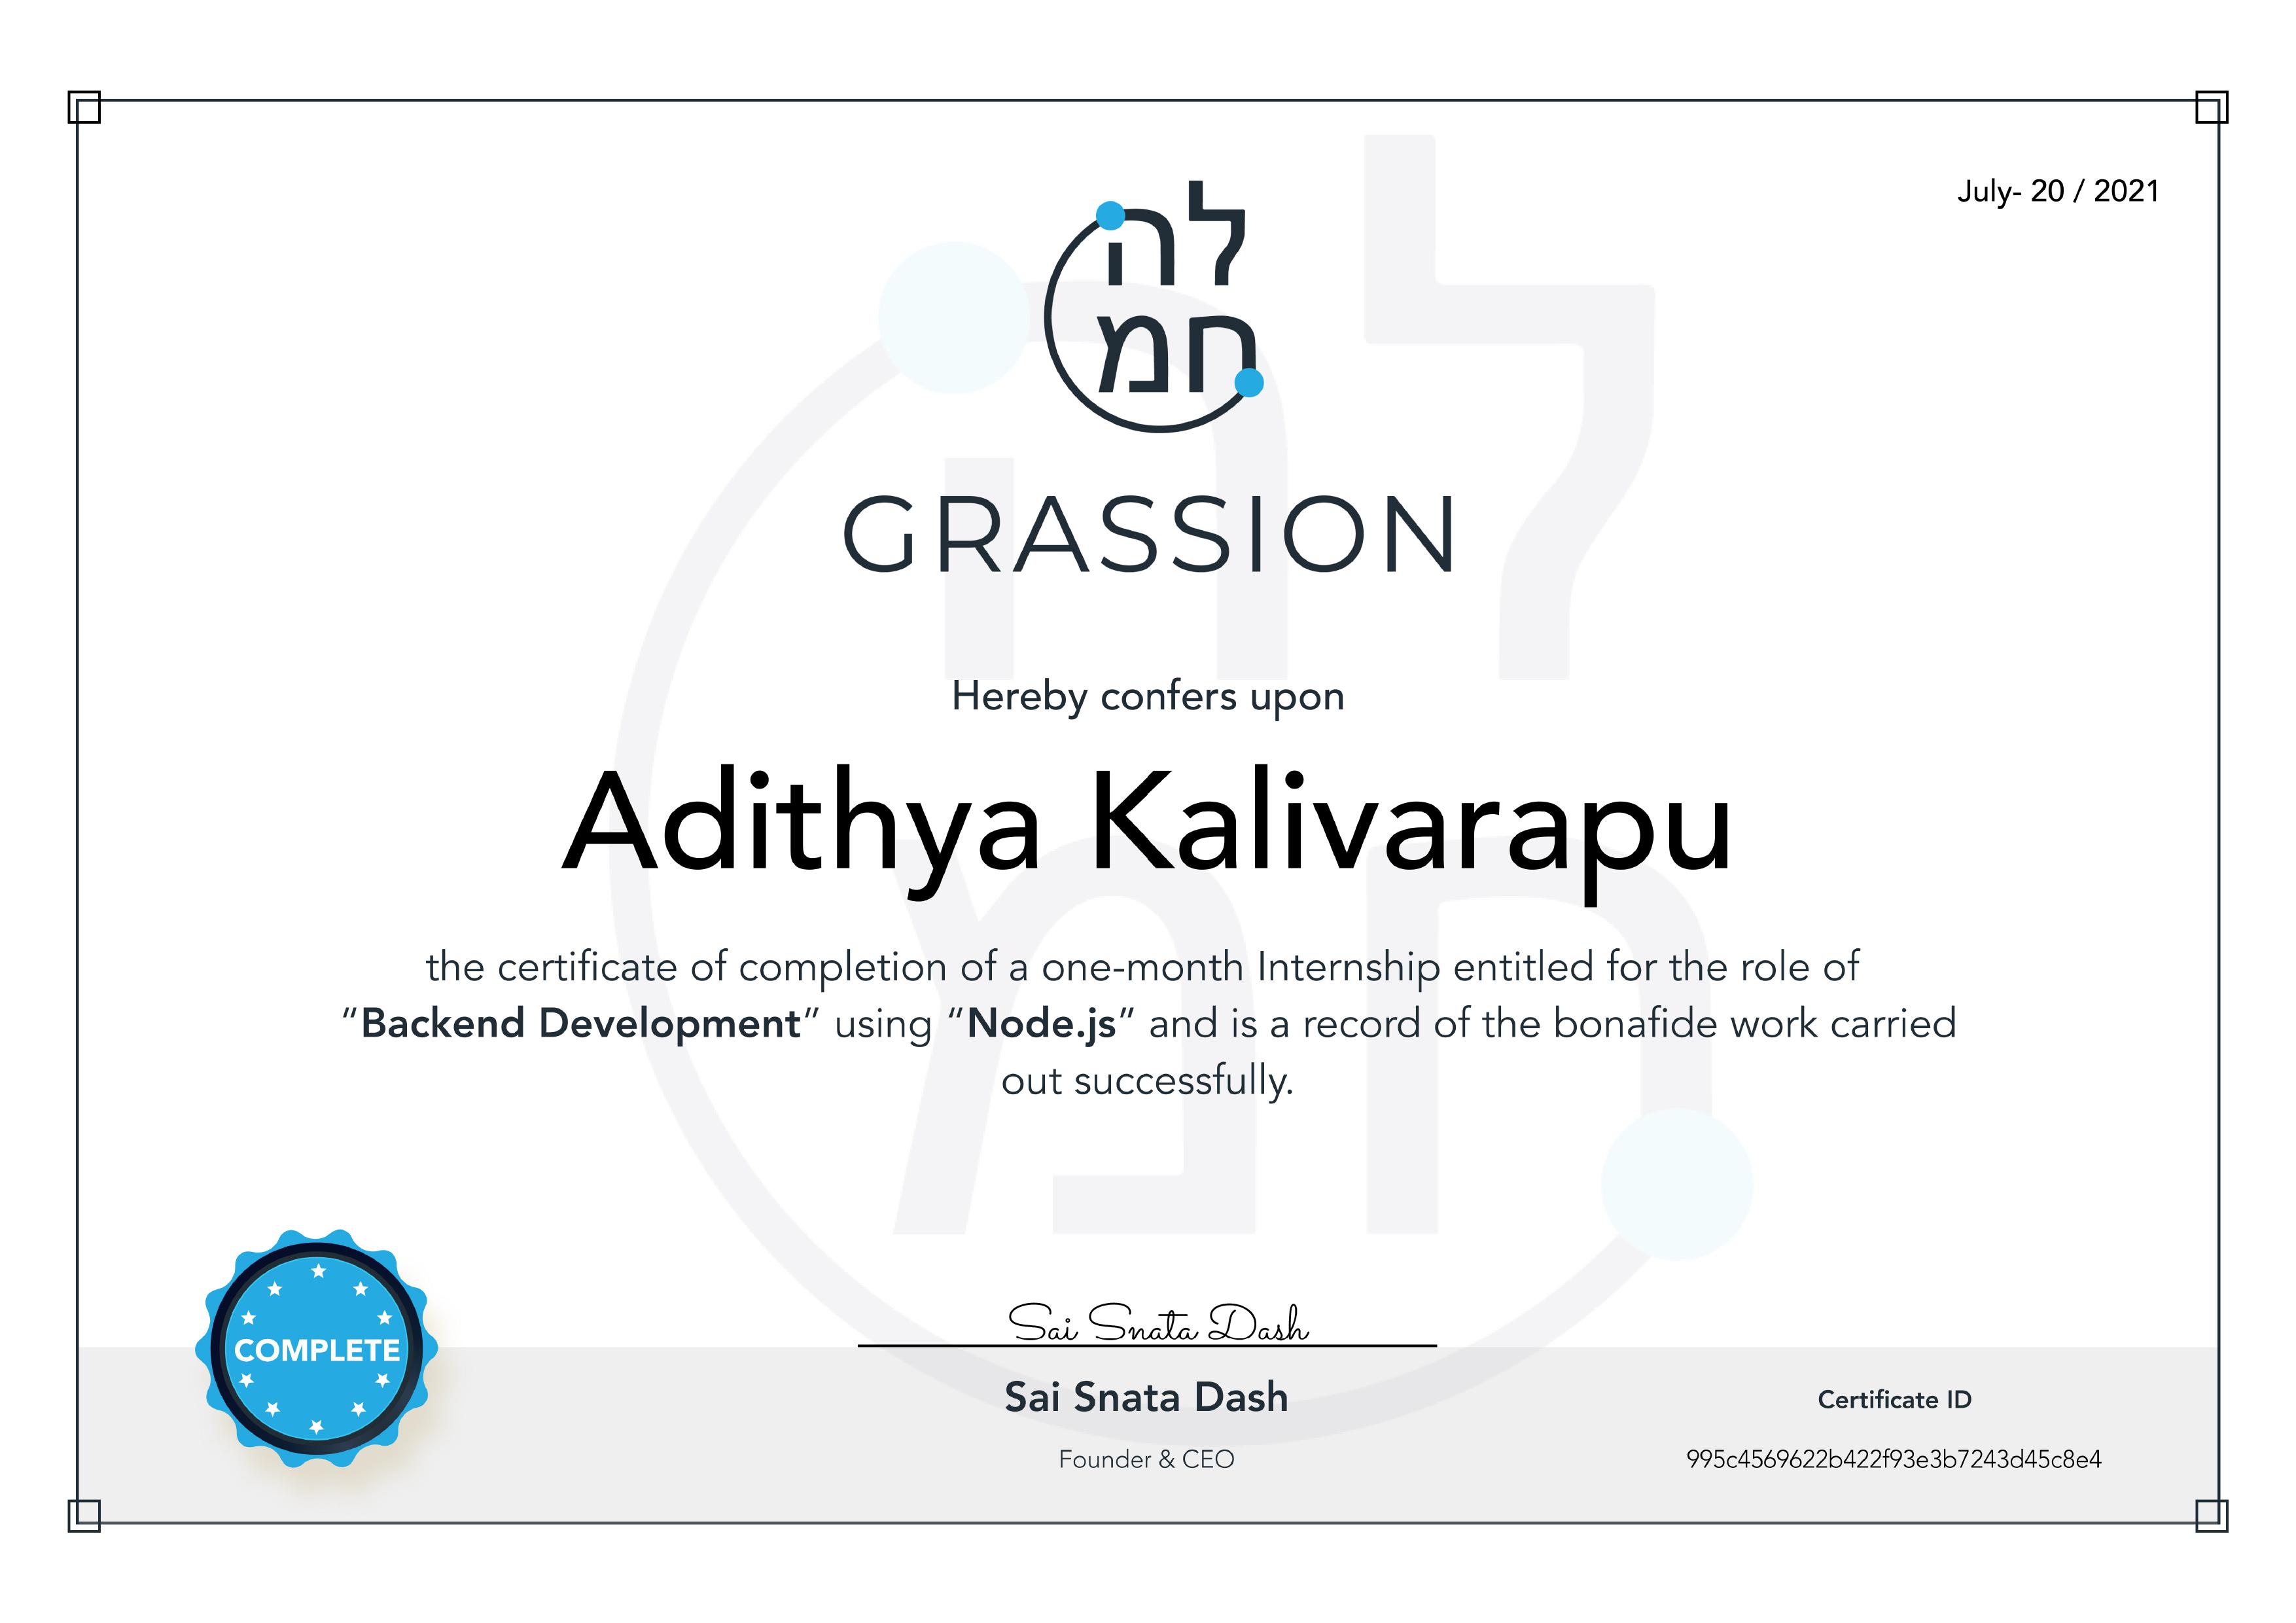 July- 20 / 2021
לה
חמ
GRASSION
Hereby confers upon
Adithya Kalivarapu
the certificate of completion of a one-month Internship entitled for the role of
“Backend Development” using “Node.js” and is a record of the bonafide work carried
out successfully.
COMPLETE
Sai Snata Dash
Sai Snata Dash
Founder & CEO
Certificate ID
995c4569622b422f93e3b7243d45c8e4